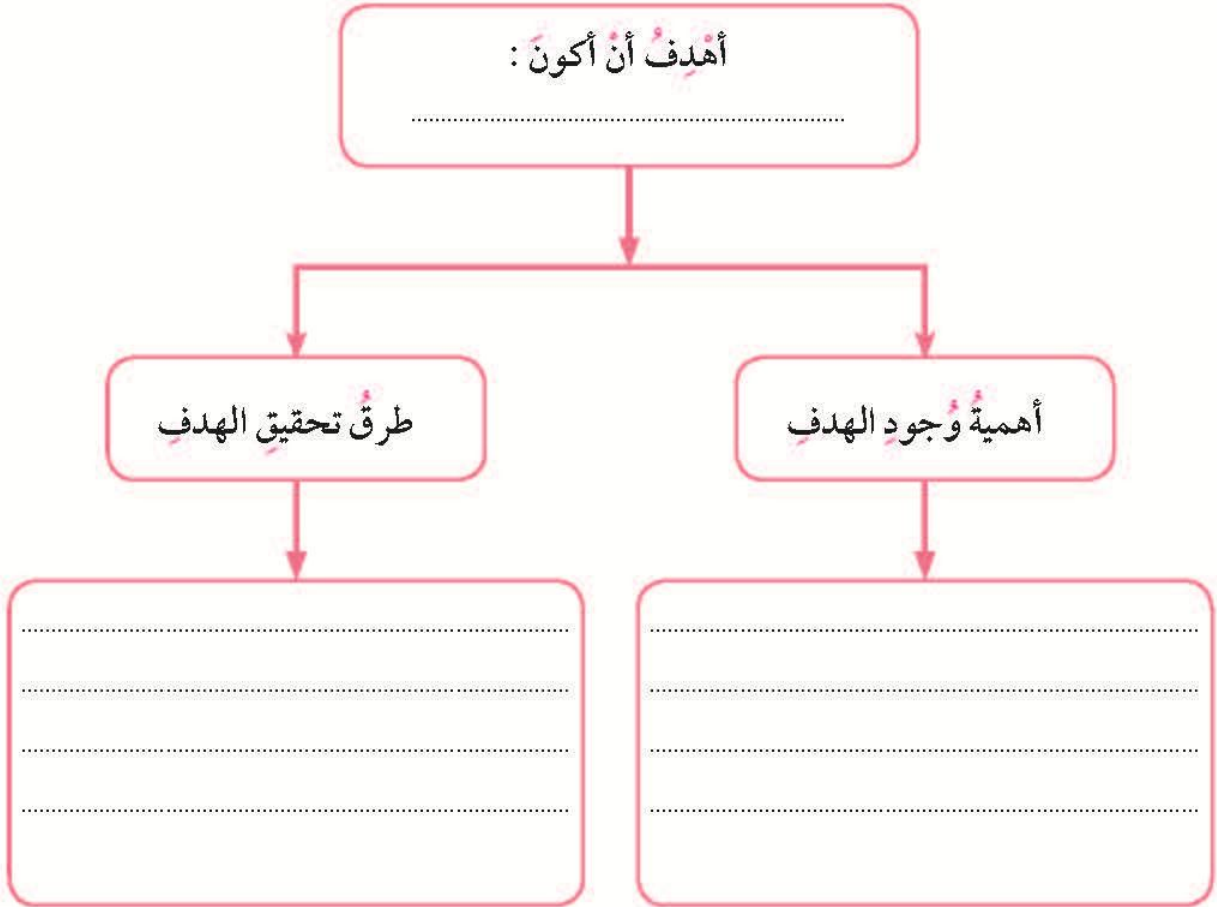 أهْدِفُ أنْ أكونَ :
أهميةُ وُجودِ الهدفِ
طرقُ تحقيقِ الهدفِ